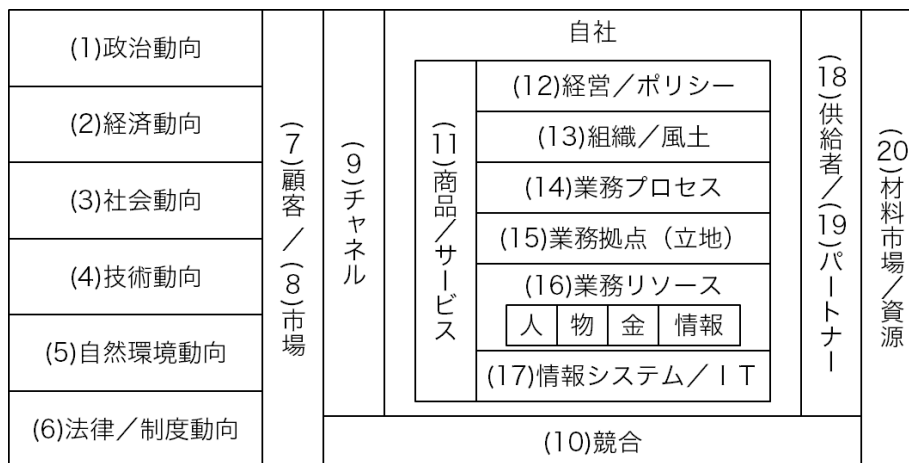 (1)政治動向
(2)経済動向
(3)社会動向
(4)技術動向
(5)自然環境動向
(6)法律／制度動向
(7)顧客／(8)市場
(9)チャネル
自社
(11)商品／サービス
(12)経営／ポリシー
(13)組織／風土
(14)業務プロセス
(15)業務拠点（立地）
(16)業務リソース
人 物 金 情報
(17)情報システム／ＩＴ
(10)競合
(18)供給者／(19)パートナー
(20)材料市場／資源